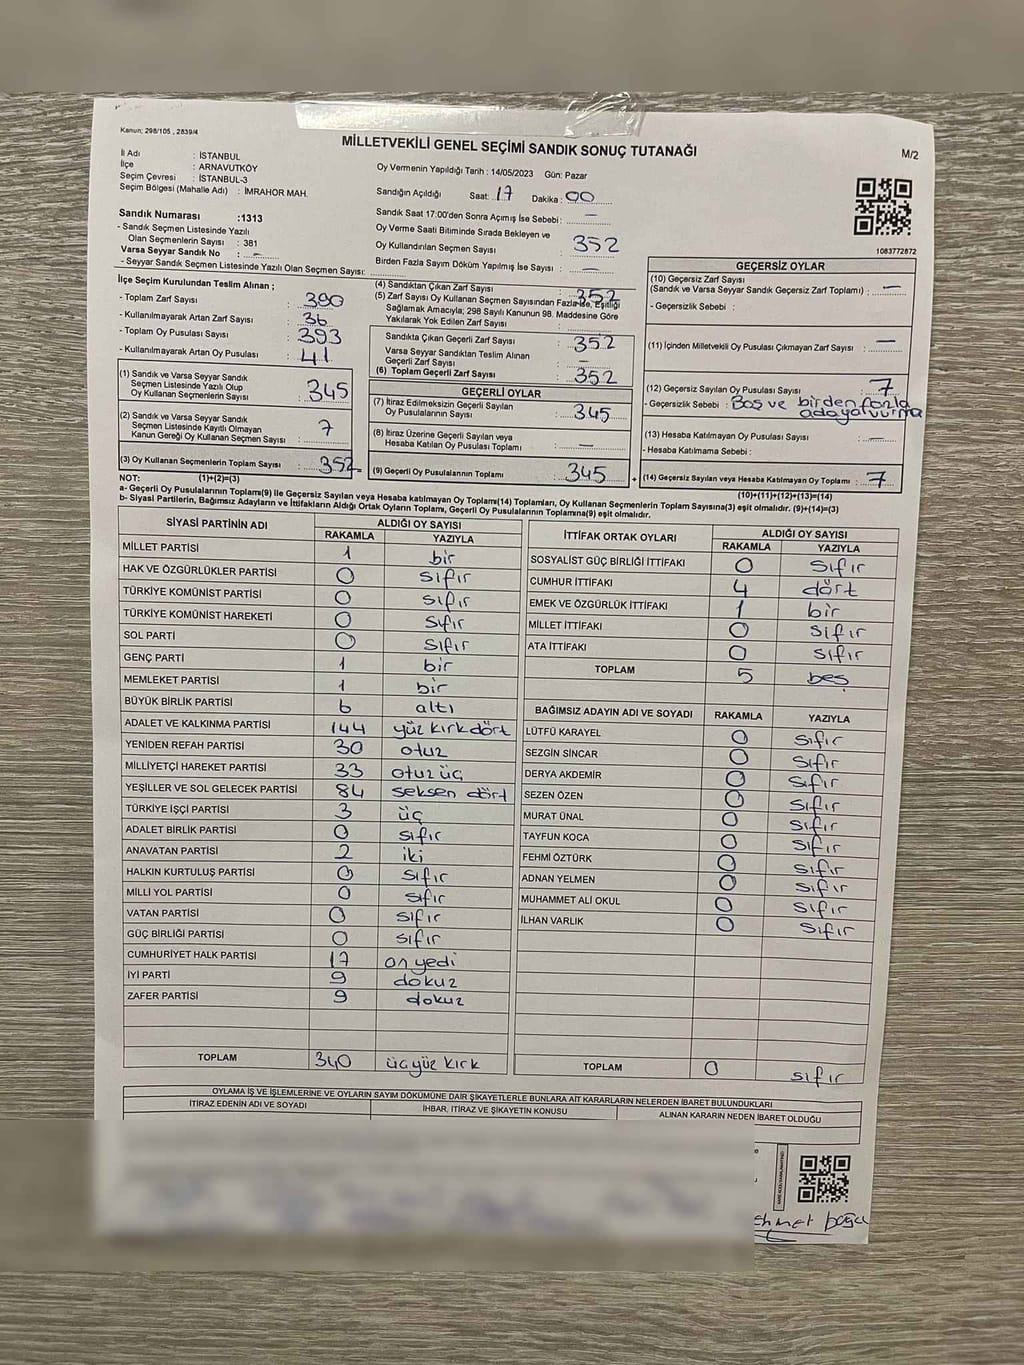 Kanun; 298/105 , 2839/4
MİLLETVEKİLİ GENEL SEÇİMİ SANDIK SONUÇ TUTANAĞI
M/2
İl Adı : İSTANBUL
İlçe : ARNAVUTKÖY
Seçim Çevresi : İSTANBUL-3
Seçim Bölgesi (Mahalle Adı) : İMRAHOR MAH.
Sandık Numarası :1313
- Sandık Seçmen Listesinde Yazılı
Olan Seçmenlerin Sayısı : 381
Varsa Seyyar Sandık No : -
- Seyyar Sandık Seçmen Listesinde Yazılı Olan Seçmen Sayısı:
Oy Vermenin Yapıldığı Tarih : 14/05/2023 Gün: Pazar
Sandığın Açıldığı Saat: 17 Dakika: 00
Sandık Saat 17:00'den Sonra Açımış İse Sebebi: -
Oy Verme Saati Bitiminde Sırada Bekleyen ve
Oy Kullandırılan Seçmen Sayısı : 352
Birden Fazla Sayım Döküm Yapılmış İse Sayısı : -
1083772872
İlçe Seçim Kurulundan Teslim Alınan ;
- Toplam Zarf Sayısı : 390
- Kullanılmayarak Artan Zarf Sayısı : 36
- Toplam Oy Pusulası Sayısı : 393
- Kullanılmayarak Artan Oy Pusulası : 41
(1) Sandık ve Varsa Seyyar Sandık
Seçmen Listesinde Yazılı Olup
Oy Kullanan Seçmenlerin Sayısı : 345
(2) Sandık ve Varsa Seyyar Sandık
Seçmen Listesinde Kayıtlı Olmayan
Kanun Gereği Oy Kullanan Seçmen Sayısı : 7
(3) Oy Kullanan Seçmenlerin Toplam Sayısı : 352
(1)+(2)=(3)
(4) Sandıktan Çıkan Zarf Sayısı : 352
(5) Zarf Sayısı Oy Kullanan Seçmen Sayısından Fazla ise, Eşitliği
Sağlamak Amacıyla; 298 Sayılı Kanunun 98. Maddesine Göre
Yakılarak Yok Edilen Zarf Sayısı :
Sandıkta Çıkan Geçerli Zarf Sayısı : 352
Varsa Seyyar Sandıktan Teslim Alınan
Geçerli Zarf Sayısı : -
(6) Toplam Geçerli Zarf Sayısı : 352
GEÇERLİ OYLAR
(7) İtiraz Edilmeksizin Geçerli Sayılan
Oy Pusulalarının Sayısı : 345
(8) İtiraz Üzerine Geçerli Sayılan veya
Hesaba Katılan Oy Pusulası Toplamı : -
(9) Geçerli Oy Pusulalarının Toplamı : 345
+
GEÇERSİZ OYLAR
(10) Geçersiz Zarf Sayısı
(Sandık ve Varsa Seyyar Sandık Geçersiz Zarf Toplamı) : -
- Geçersizlik Sebebi :
(11) İçinden Milletvekili Oy Pusulası Çıkmayan Zarf Sayısı : -
(12) Geçersiz Sayılan Oy Pusulası Sayısı : 7
- Geçersizlik Sebebi : Boş ve birden fazla
(13) Hesaba Katılmayan Oy Pusulası Sayısı : -
- Hesaba Katılmama Sebebi :
(14) Geçersiz Sayılan veya Hesaba Katılmayan Oy Toplamı : 7
(10)+(11)+(12)+(13)=(14)
NOT:
a- Geçerli Oy Pusulalarının Toplamı(9) ile Geçersiz Sayılan veya Hesaba katılmayan Oy Toplam(14) Toplamları, Oy Kullanan Seçmenlerin Toplam Sayısına(3) eşit olmalıdır. (9)+(14)=(3)
b- Siyasi Partilerin, Bağımsız Adayların ve İttifakların Aldığı Ortak Oyların Toplamı, Geçerli Oy Pusulalarının Toplamına(9) eşit olmalıdır.
SİYASİ PARTİNİN ADI ALDIĞI OY SAYISI
RAKAMLA YAZIYLA
MİLLET PARTİSİ 1 bir
HAK VE ÖZGÜRLÜKLER PARTİSİ 0 sıfır
TÜRKİYE KOMÜNİST PARTİSİ 0 sıfır
TÜRKİYE KOMÜNİST HAREKETİ 0 sıfır
SOL PARTİ 0 sıfır
GENÇ PARTİ 1 bir
MEMLEKET PARTİSİ 1 bir
BÜYÜK BİRLİK PARTİSİ 6 altı
ADALET VE KALKINMA PARTİSİ 144 yüz kırk dört
YENİDEN REFAH PARTİSİ 30 otuz
MİLLİYETÇİ HAREKET PARTİSİ 33 otuz üç
YEŞİLLER VE SOL GELECEK PARTİSİ 84 seksen dört
TÜRKİYE İŞÇİ PARTİSİ 3 üç
ADALET BİRLİK PARTİSİ 0 sıfır
ANAVATAN PARTİSİ 2 iki
HALKIN KURTULUŞ PARTİSİ 0 sıfır
MİLLİ YOL PARTİSİ 0 sıfır
VATAN PARTİSİ 0 sıfır
GÜÇ BİRLİĞİ PARTİSİ 0 sıfır
CUMHURİYET HALK PARTİSİ 17 on yedi
İYİ PARTİ 9 dokuz
ZAFER PARTİSİ 9 dokuz
TOPLAM 340 üçyüz kırk
İTTİFAK ORTAK OYLARI ALDIĞI OY SAYISI
RAKAMLA YAZIYLA
SOSYALİST GÜÇ BİRLİĞİ İTTİFAKI 0 sıfır
CUMHUR İTTİFAKI 4 dört
EMEK VE ÖZGÜRLÜK İTTİFAKI 1 bir
MİLLET İTTİFAKI 0 sıfır
ATA İTTİFAKI 0 sıfır
TOPLAM 5 beş
BAĞIMSIZ ADAYIN ADI VE SOYADI RAKAMLA YAZIYLA
LÜTFÜ KARAYEL 0 sıfır
SEZGİN SİNCAR 0 sıfır
DERYA AKDEMİR 0 sıfır
SEZEN ÖZEN 0 sıfır
MURAT ÜNAL 0 sıfır
TAYFUN KOCA 0 sıfır
FEHMİ ÖZTÜRK 0 sıfır
ADNAN YELMEN 0 sıfır
MUHAMMET ALİ OKUL 0 sıfır
İLHAN VARLIK 0 sıfır
TOPLAM 0 sıfır
OYLAMA İŞ VE İŞLEMLERİNE VE OYLARIN SAYIM DÖKÜMÜNE DAİR ŞİKAYETLERLE BUNLARA AİT KARARLARIN NELERDEN İBARET BULUNDUKLARI
İTİRAZ EDENİN ADI VE SOYADI İHBAR, İTİRAZ VE ŞİKAYETİN KONUSU ALINAN KARARIN NEDEN İBARET OLDUĞU